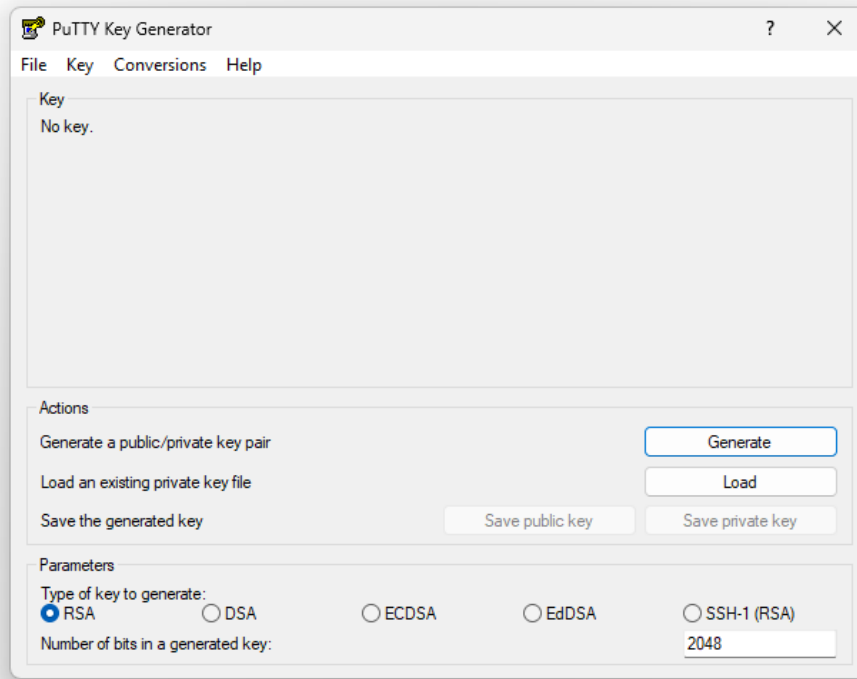 PuTTY Key Generator ?
File Key Conversions Help
Key
No key.
Actions
Generate a public/private key pair Generate
Load an existing private key file Load
Save the generated key Save public key Save private key
Parameters
Type of key to generate:
RSA DSA ECDSA EdDSA SSH-1 (RSA)
Number of bits in a generated key: 2048